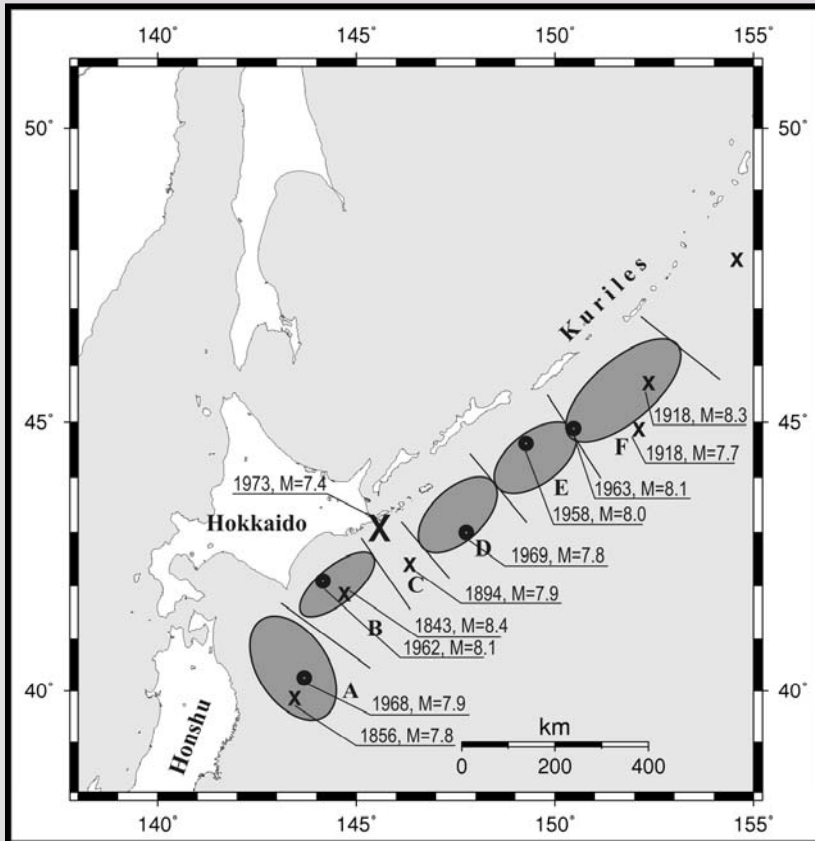 140° 145° 150° 155°
50° 50°
Kuriles
45° 45°
1918, M=8.3
F
1918, M=7.7
E
1963, M=8.1
1973, M=7.4
1958, M=8.0
Hokkaido
D
1969, M=7.8
C
1894, M=7.9
B
1843, M=8.4
1962, M=8.1
40° 40°
A
1968, M=7.9
Honshu
1856, M=7.8
km
0 200 400
140° 145° 150° 155°